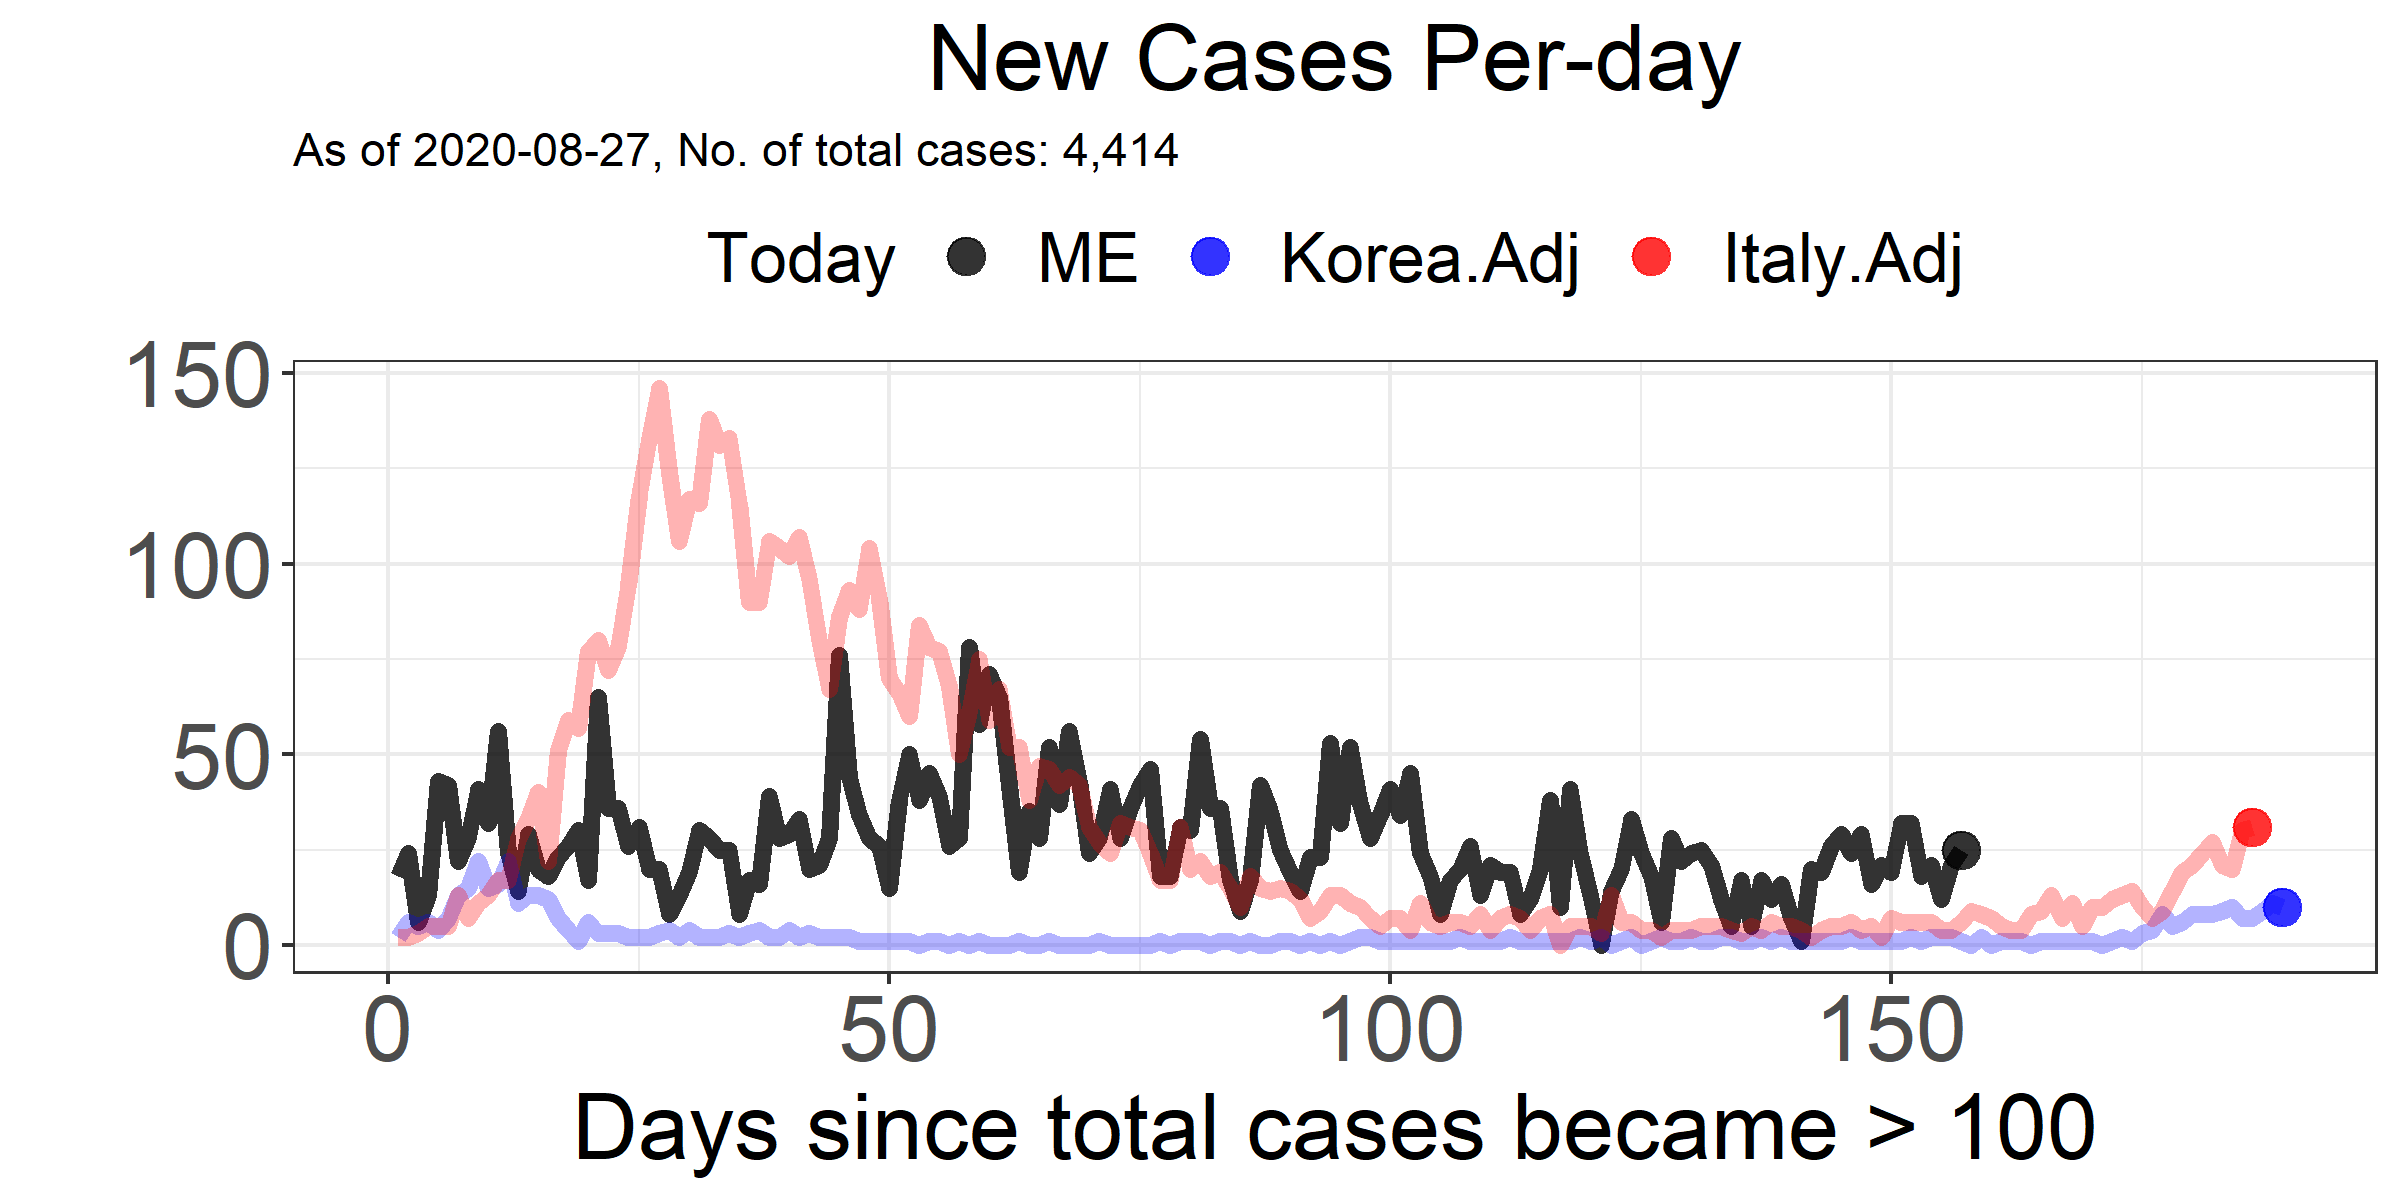 New Cases Per-day
As of 2020-08-27, No. of total cases: 4,414
Today ME Korea.Adj Italy.Adj
150
100
50
0
0 50 100 150
Days since total cases became > 100